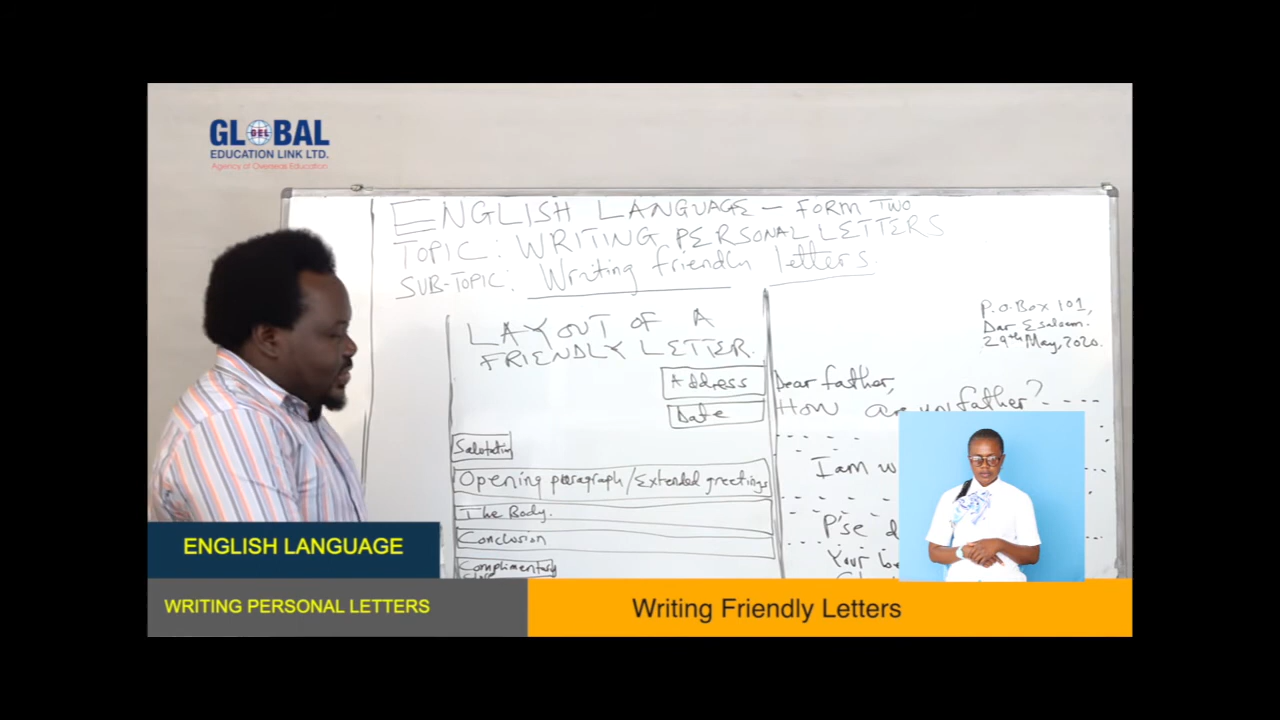 GLOBAL
GEL
EDUCATION LINK LTD.
Agency of Overseas Education
ENGLISH LANGUAGE – FORM TWO
TOPIC: WRITING PERSONAL LETTERS
SUB-TOPIC: Writing friendly letters.
LAYOUT OF A
FRIENDLY LETTER.
Address
Date
Salutation
Opening paragraph/Extended greetings
The Body.
Conclusion
Complimentary
P.O.Box 101,
Dar Esalaam.
29th May, 2020.
Dear father,
How are you father?
I am w
P'se d
Your lo
ENGLISH LANGUAGE
WRITING PERSONAL LETTERS
Writing Friendly Letters